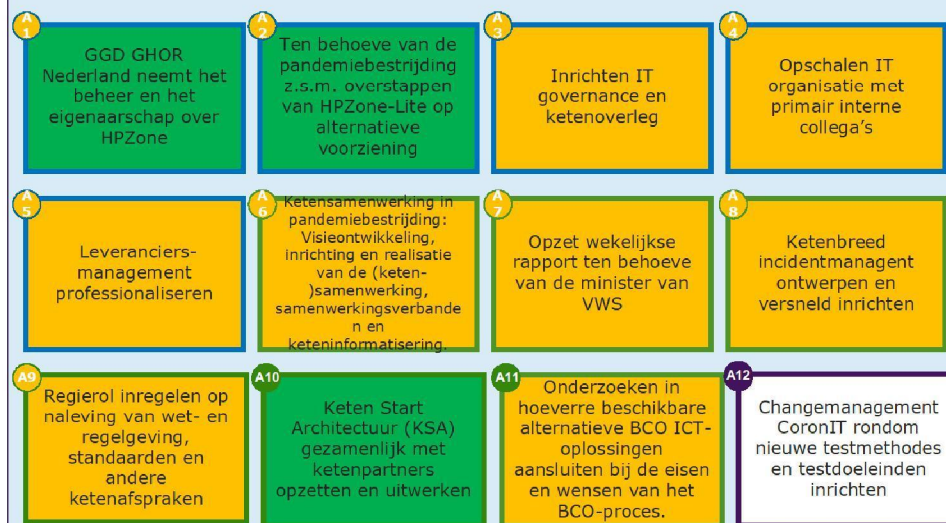 A1
GGD GHOR
Nederland neemt het
beheer en het
eigenaarschap over
HPZone
A2
Ten behoeve van de
pandemiebestrijding
z.s.m. overstappen
van HPZone-Lite op
alternatieve
voorziening
A3
Inrichten IT
governance en
ketenoverleg
A4
Opschalen IT
organisatie met
primair interne
collega's
A5
Leveranciers-
management
professionaliseren
A6
Ketensamenwerking in
pandemiebestrijding:
Visieontwikkeling,
inrichting en realisatie
van de (keten-
)samenwerking,
samenwerkingsverbande
n en
keteninformatisering.
A7
Opzet wekelijkse
rapport ten behoeve
van de minister van
VWS
A8
Ketenbreed
incidentmanagent
ontwerpen en
versneld inrichten
A9
Regierol inregelen op
naleving van wet- en
regelgeving,
standaarden en
andere
ketenafspraken
A10
Keten Start
Architectuur (KSA)
gezamenlijk met
ketenpartners
opzetten en uitwerken
A11
Onderzoeken in
hoeverre beschikbare
alternatieve BCO ICT-
oplossingen
aansluiten bij de eisen
en wensen van het
BCO-proces.
A12
Changemanagement
CoronIT rondom
nieuwe testmethodes
en testdoeleinden
inrichten